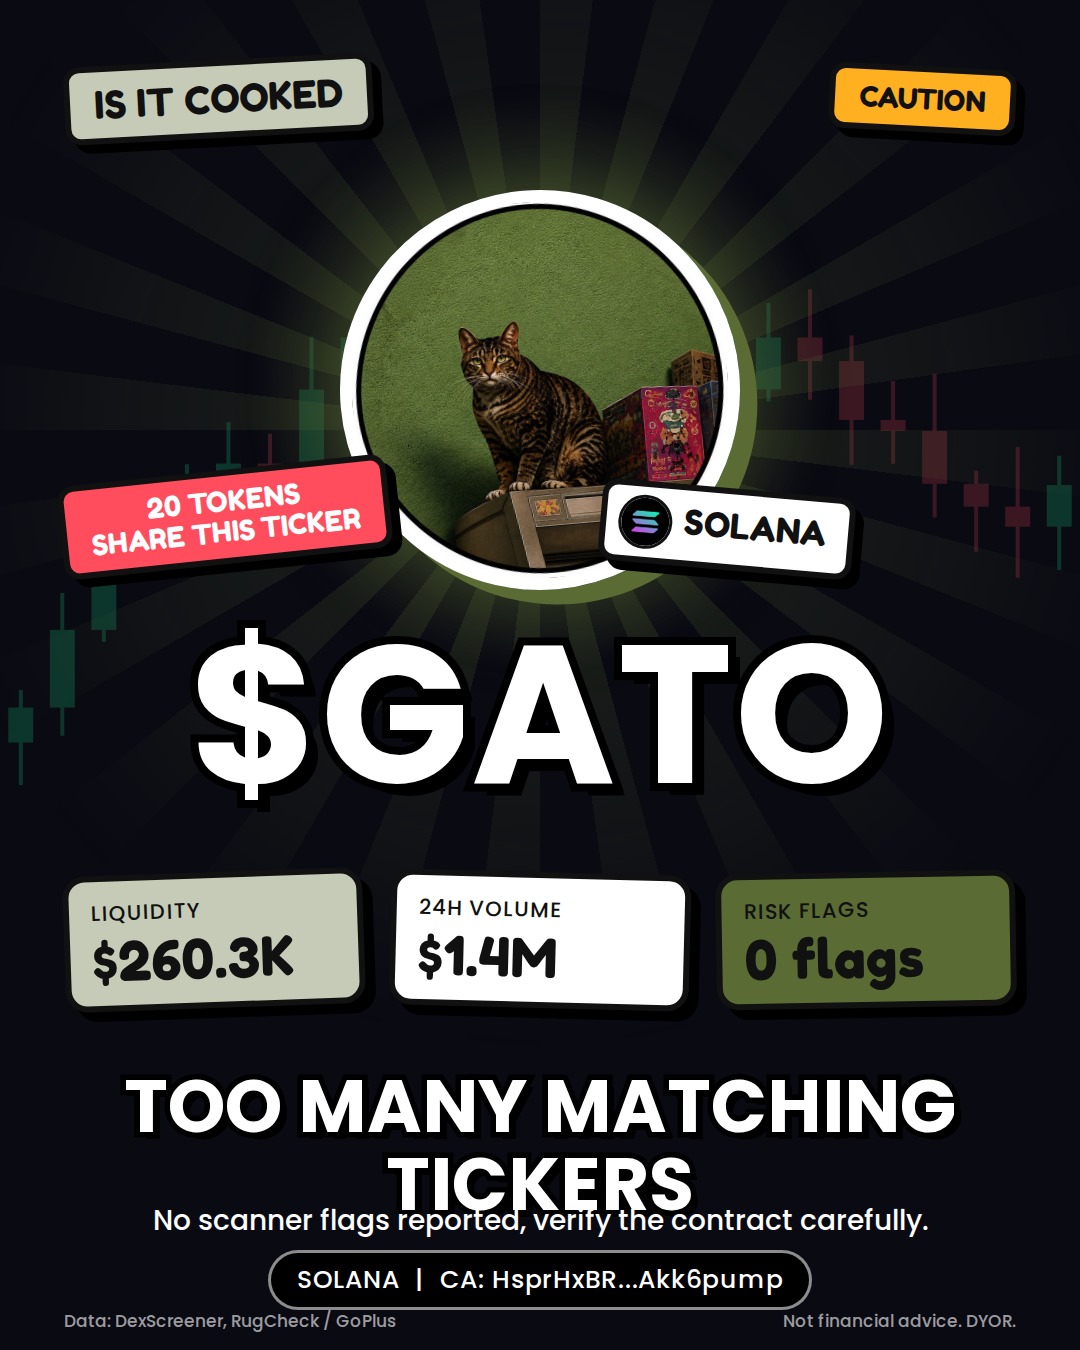 IS IT COOKED
CAUTION
20 TOKENS
SHARE THIS TICKER
SOLANA
$GATO
LIQUIDITY
$260.3K
24H VOLUME
$1.4M
RISK FLAGS
0 flags
TOO MANY MATCHING
TICKERS
No scanner flags reported, verify the contract carefully.
SOLANA | CA: HsprHxBR...Akk6pump
Data: DexScreener, RugCheck / GoPlus
Not financial advice. DYOR.